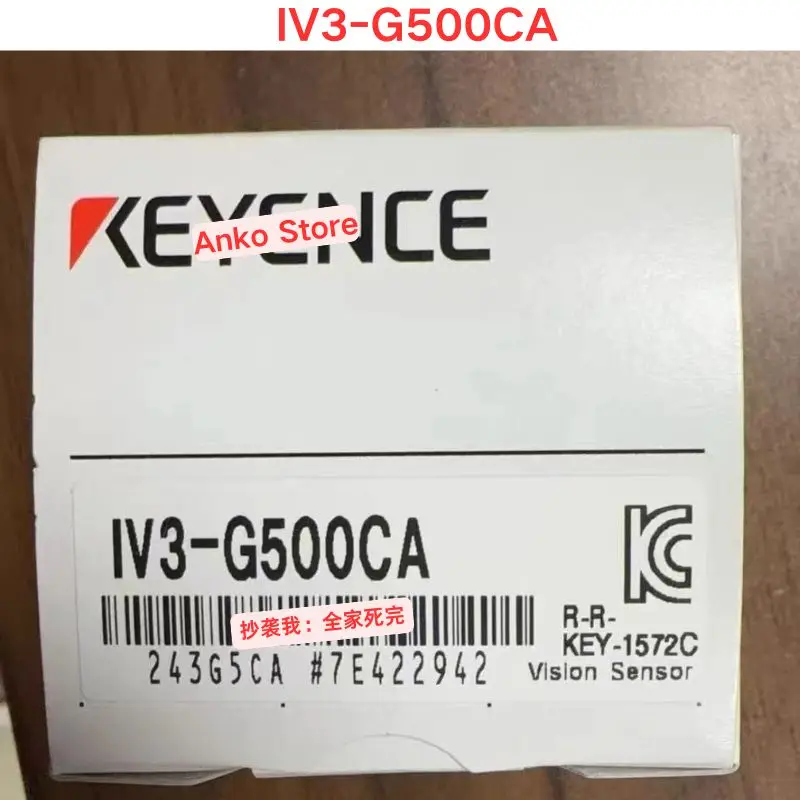 IV3-G500CA
KEYENCE
Anko Store
IV3-G500CA
抄袭我：全家死完
243G5CA #7E422942
R-R-
KEY-1572C
Vision Sensor